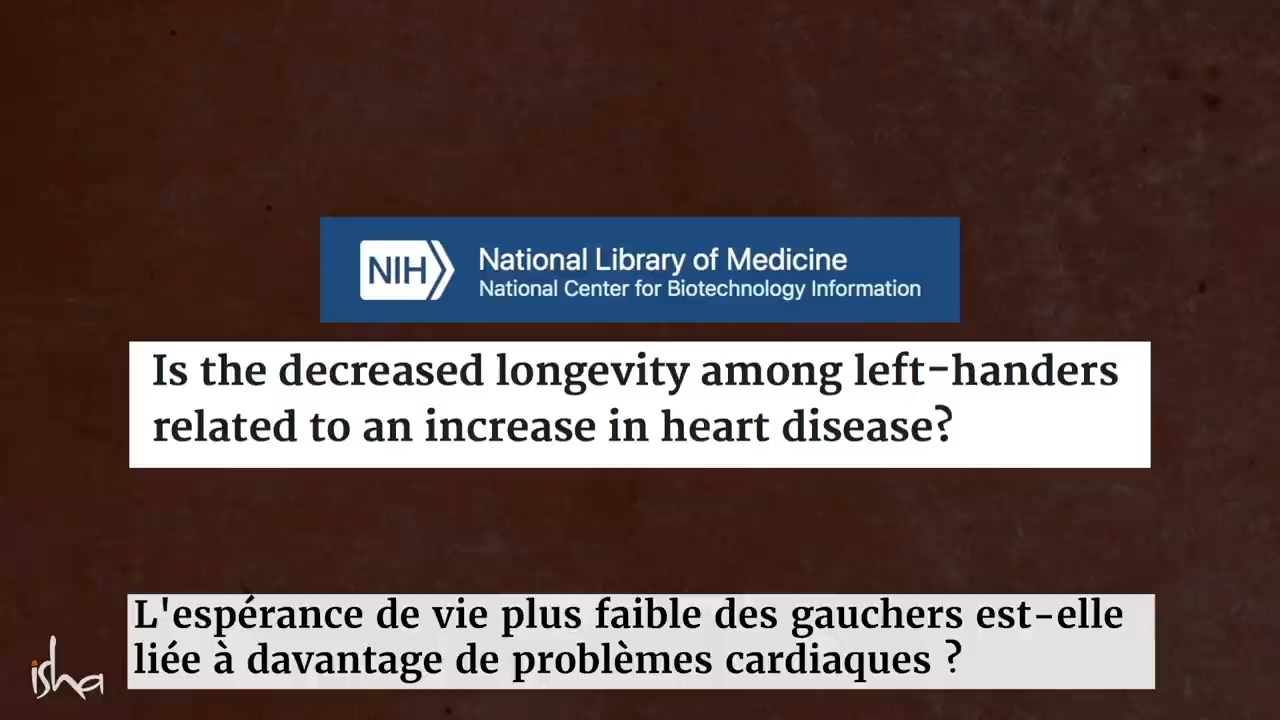 NIH
National Library of Medicine
National Center for Biotechnology Information
Is the decreased longevity among left-handers
related to an increase in heart disease?
L'espérance de vie plus faible des gauchers est-elle
liée à davantage de problèmes cardiaques ?
isha